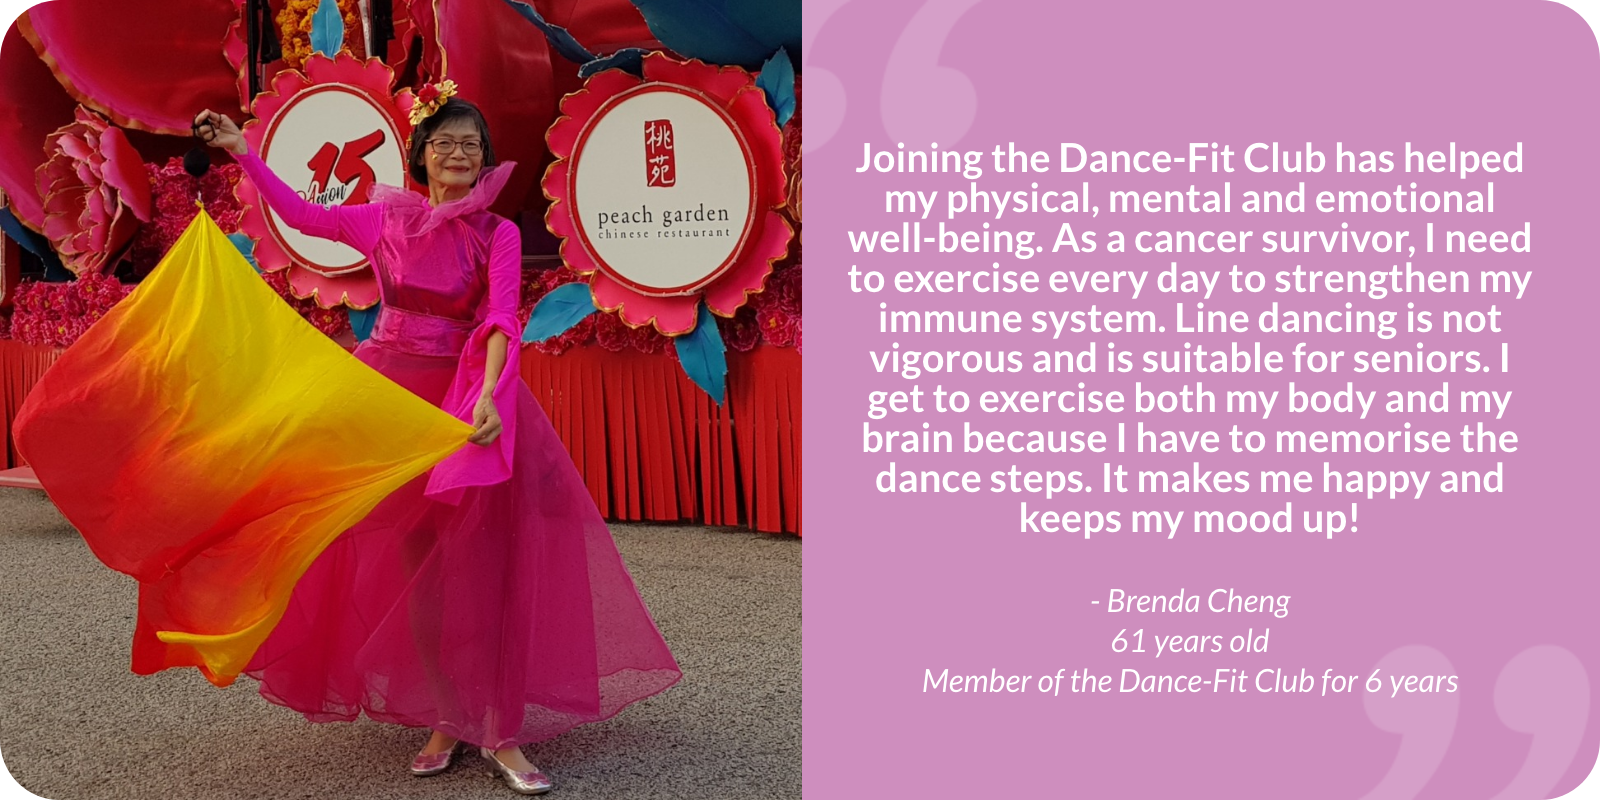 15
桃
苑
peach garden
chinese restaurant
Joining the Dance-Fit Club has helped
my physical, mental and emotional
well-being. As a cancer survivor, I need
to exercise every day to strengthen my
immune system. Line dancing is not
vigorous and is suitable for seniors. I
get to exercise both my body and my
brain because I have to memorise the
dance steps. It makes me happy and
keeps my mood up!
- Brenda Cheng
61 years old
Member of the Dance-Fit Club for 6 years